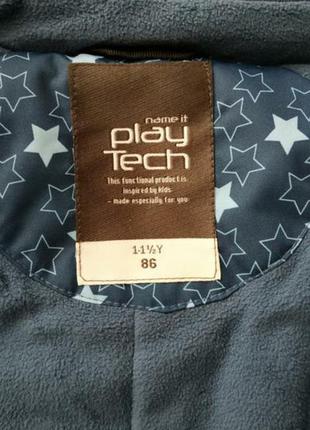 name it
play
Tech
This functional product is
inspired by kids
- made especially for you
1-1½Y
86